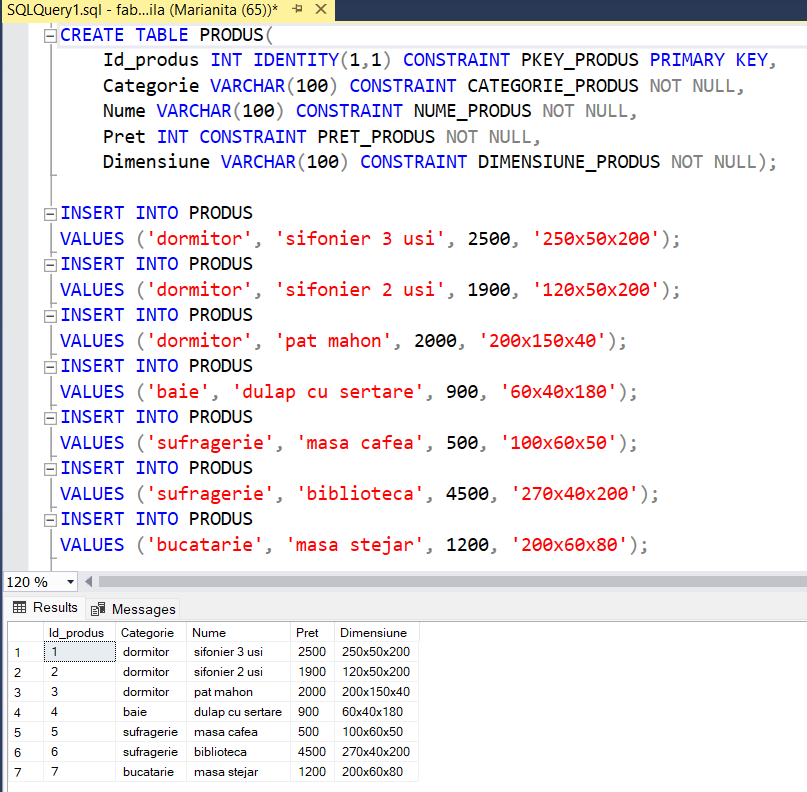 SQLQuery1.sql - fab...ila (Marianita (65))*
CREATE TABLE PRODUS(
Id_produs INT IDENTITY(1,1) CONSTRAINT PKEY_PRODUS PRIMARY KEY,
Categorie VARCHAR(100) CONSTRAINT CATEGORIE_PRODUS NOT NULL,
Nume VARCHAR(100) CONSTRAINT NUME_PRODUS NOT NULL,
Pret INT CONSTRAINT PRET_PRODUS NOT NULL,
Dimensiune VARCHAR(100) CONSTRAINT DIMENSIUNE_PRODUS NOT NULL);
INSERT INTO PRODUS
VALUES ('dormitor', 'sifonier 3 usi', 2500, '250x50x200');
INSERT INTO PRODUS
VALUES ('dormitor', 'sifonier 2 usi', 1900, '120x50x200');
INSERT INTO PRODUS
VALUES ('dormitor', 'pat mahon', 2000, '200x150x40');
INSERT INTO PRODUS
VALUES ('baie', 'dulap cu sertare', 900, '60x40x180');
INSERT INTO PRODUS
VALUES ('sufragerie', 'masa cafea', 500, '100x60x50');
INSERT INTO PRODUS
VALUES ('sufragerie', 'biblioteca', 4500, '270x40x200');
INSERT INTO PRODUS
VALUES ('bucatarie', 'masa stejar', 1200, '200x60x80');
120 %
Results Messages
Id_produs Categorie Nume Pret Dimensiune
1 1 dormitor sifonier 3 usi 2500 250x50x200
2 2 dormitor sifonier 2 usi 1900 120x50x200
3 3 dormitor pat mahon 2000 200x150x40
4 4 baie dulap cu sertare 900 60x40x180
5 5 sufragerie masa cafea 500 100x60x50
6 6 sufragerie biblioteca 4500 270x40x200
7 7 bucatarie masa stejar 1200 200x60x80